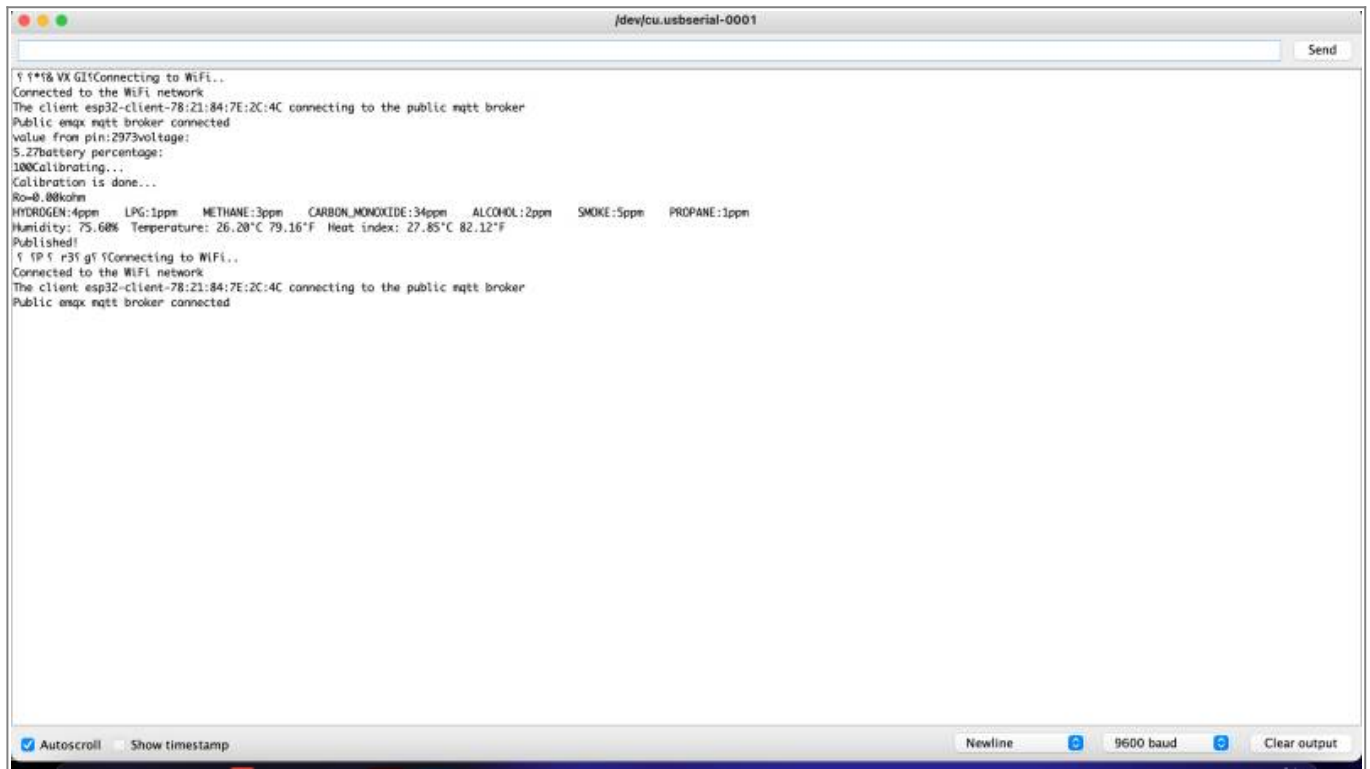 /dev/cu.usbserial-0001
Send
Connecting to WiFi..
Connected to the WiFi network
The client esp32-client-78:21:84:7E:2C:4C connecting to the public mqtt broker
Public emqx mqtt broker connected
value from pin:2973voltage:
5.27battery percentage:
100Calibrating...
Calibration is done...
Ro=0.00kohm
HYDROGEN:4ppm LPG:1ppm METHANE:3ppm CARBON_MONOXIDE:34ppm ALCOHOL:2ppm SMOKE:5ppm PROPANE:1ppm
Humidity: 75.60% Temperature: 26.20°C 79.16°F Heat index: 27.85°C 82.12°F
Published!
Connecting to WiFi..
Connected to the WiFi network
The client esp32-client-78:21:84:7E:2C:4C connecting to the public mqtt broker
Public emqx mqtt broker connected
Autoscroll Show timestamp Newline 9600 baud Clear output